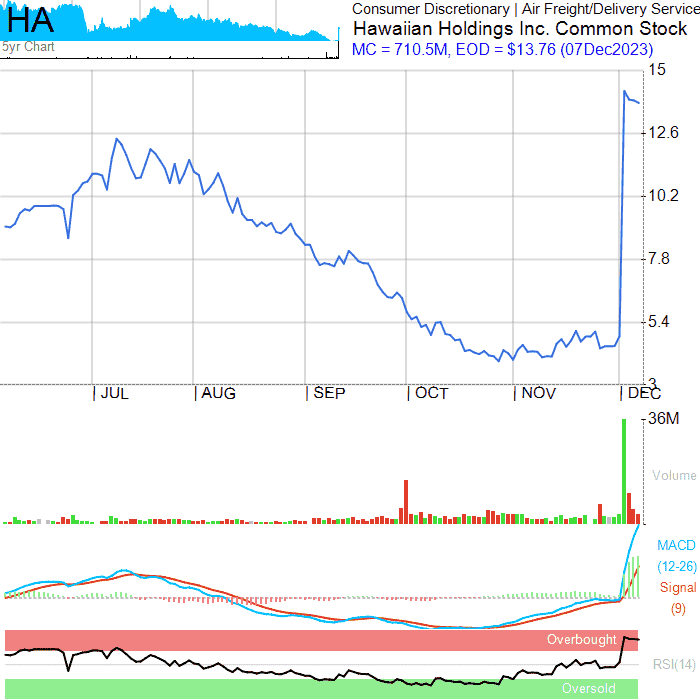 HA
5yr Chart
Consumer Discretionary | Air Freight/Delivery Service
Hawaiian Holdings Inc. Common Stock
MC = 710.5M, EOD = $13.76 (07Dec2023)
15
12.6
10.2
7.8
5.4
3
JUL
AUG
SEP
OCT
NOV
DEC
36M
Volume
MACD
(12-26)
Signal
(9)
Overbought
RSI(14)
Oversold